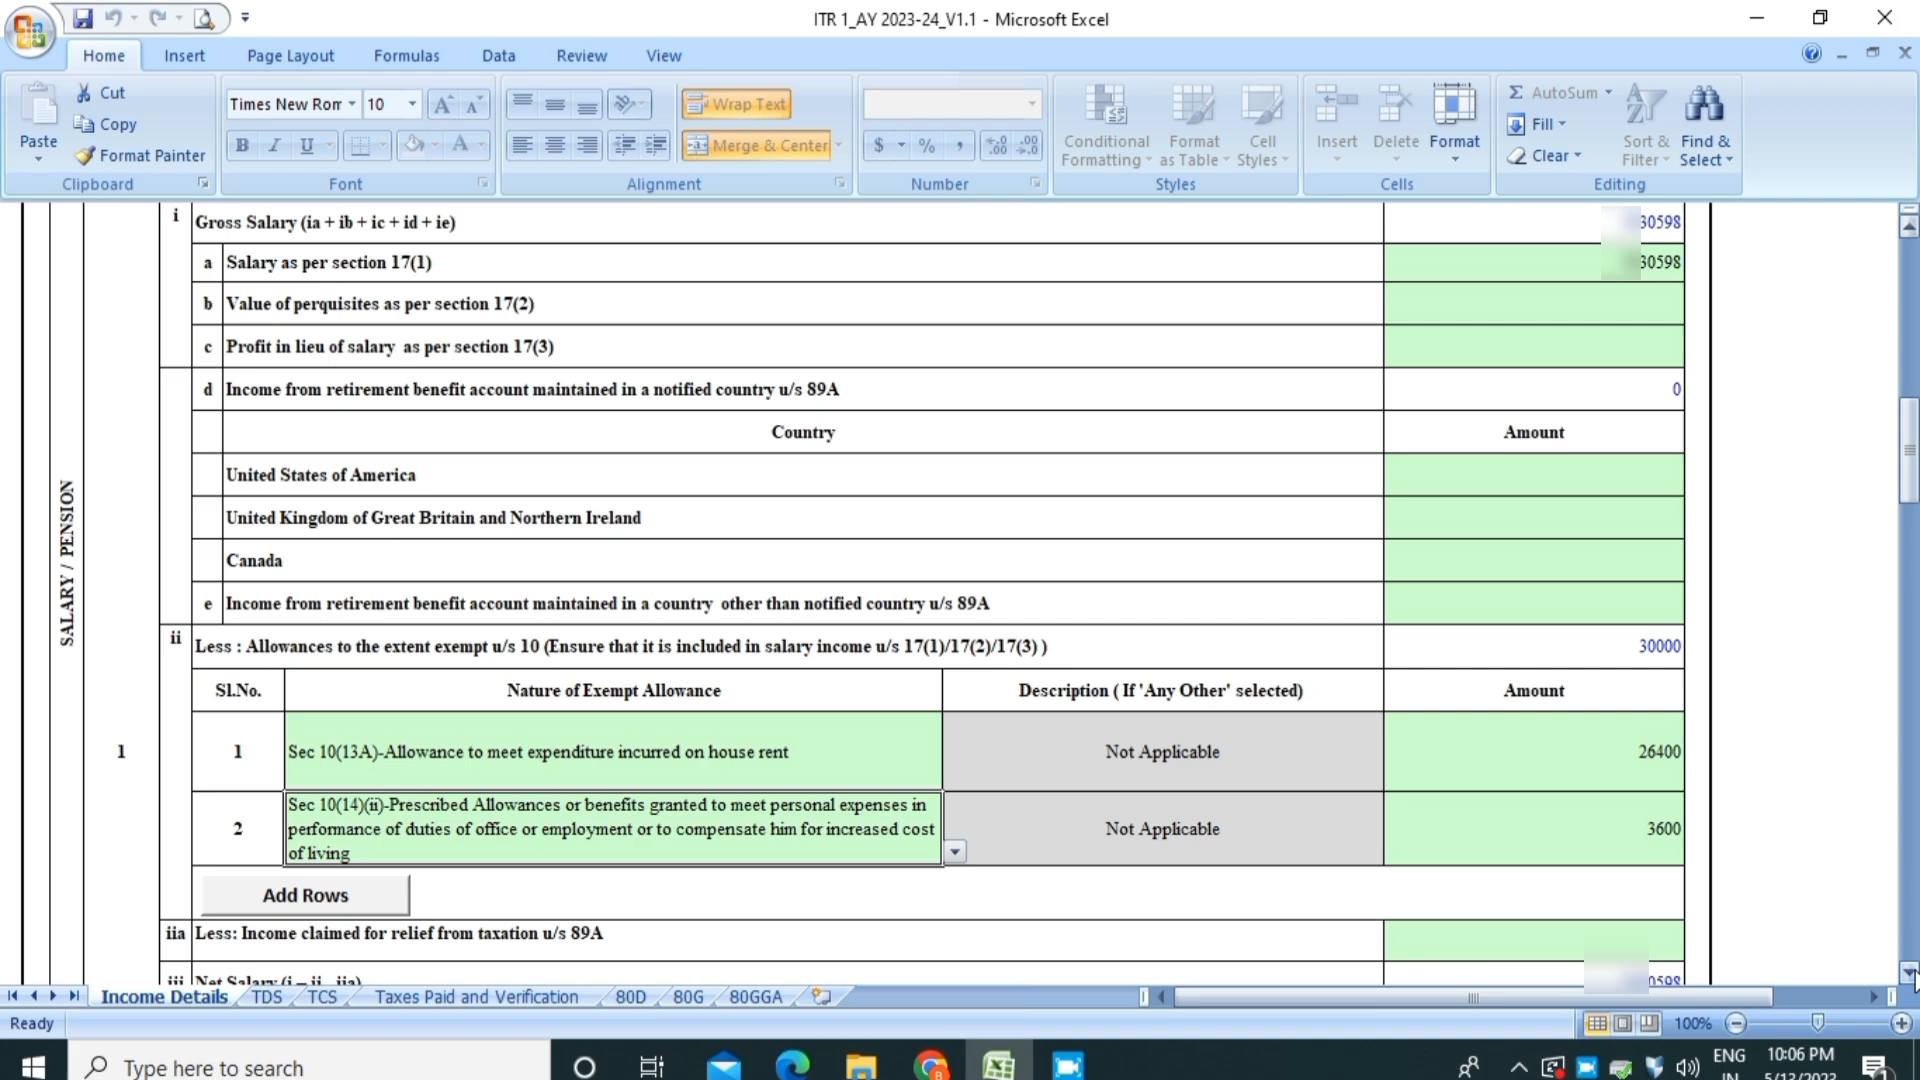 ITR 1_AY 2023-24_V1.1 - Microsoft Excel
Home Insert Page Layout Formulas Data Review View
Paste
Cut
Copy
Format Painter
Clipboard
Times New Ror 10
B I U
Font
Wrap Text
Merge & Center
Alignment
$ % ,
Number
Conditional Formatting
Format as Table
Cell Styles
Styles
Insert Delete Format
Cells
Σ AutoSum
Fill
Clear
Sort & Filter
Find & Select
Editing
i Gross Salary (ia + ib + ic + id + ie) 30598
a Salary as per section 17(1) 30598
b Value of perquisites as per section 17(2)
c Profit in lieu of salary as per section 17(3)
d Income from retirement benefit account maintained in a notified country u/s 89A 0
Country Amount
United States of America
United Kingdom of Great Britain and Northern Ireland
Canada
e Income from retirement benefit account maintained in a country other than notified country u/s 89A
SALARY / PENSION
ii Less : Allowances to the extent exempt u/s 10 (Ensure that it is included in salary income u/s 17(1)/17(2)/17(3) ) 30000
Sl.No. Nature of Exempt Allowance Description ( If 'Any Other' selected) Amount
1 1 Sec 10(13A)-Allowance to meet expenditure incurred on house rent Not Applicable 26400
2 Sec 10(14)(ii)-Prescribed Allowances or benefits granted to meet personal expenses in
performance of duties of office or employment or to compensate him for increased cost
of living Not Applicable 3600
Add Rows
iia Less: Income claimed for relief from taxation u/s 89A
iii Net Salary (i – ii - iia) 0598
Income Details TDS TCS Taxes Paid and Verification 80D 80G 80GGA
Ready 100%
Type here to search
ENG 10:06 PM
IN 5/13/2023